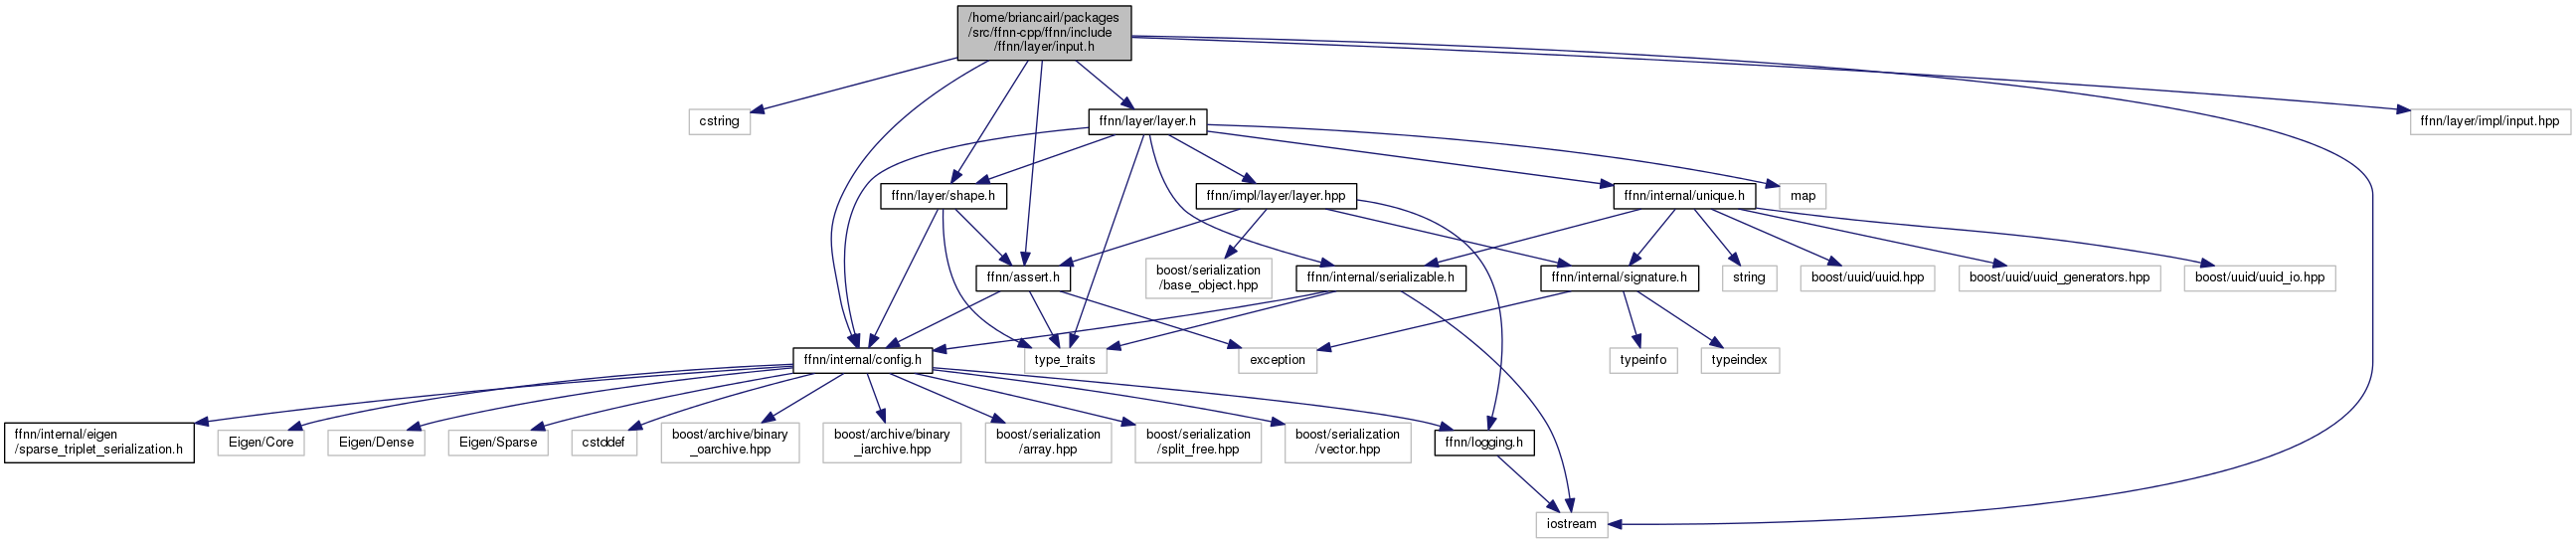 /home/briancairl/packages
/src/ffnn-cpp/ffnn/include
/ffnn/layer/input.h
cstring
ffnn/layer/layer.h
ffnn/layer/impl/input.hpp
ffnn/layer/shape.h
ffnn/impl/layer/layer.hpp
ffnn/internal/unique.h
map
ffnn/assert.h
boost/serialization
/base_object.hpp
ffnn/internal/serializable.h
ffnn/internal/signature.h
string
boost/uuid/uuid.hpp
boost/uuid/uuid_generators.hpp
boost/uuid/uuid_io.hpp
ffnn/internal/config.h
type_traits
exception
typeinfo
typeindex
ffnn/internal/eigen
/sparse_triplet_serialization.h
Eigen/Core
Eigen/Dense
Eigen/Sparse
cstddef
boost/archive/binary
_oarchive.hpp
boost/archive/binary
_iarchive.hpp
boost/serialization
/array.hpp
boost/serialization
/split_free.hpp
boost/serialization
/vector.hpp
ffnn/logging.h
iostream